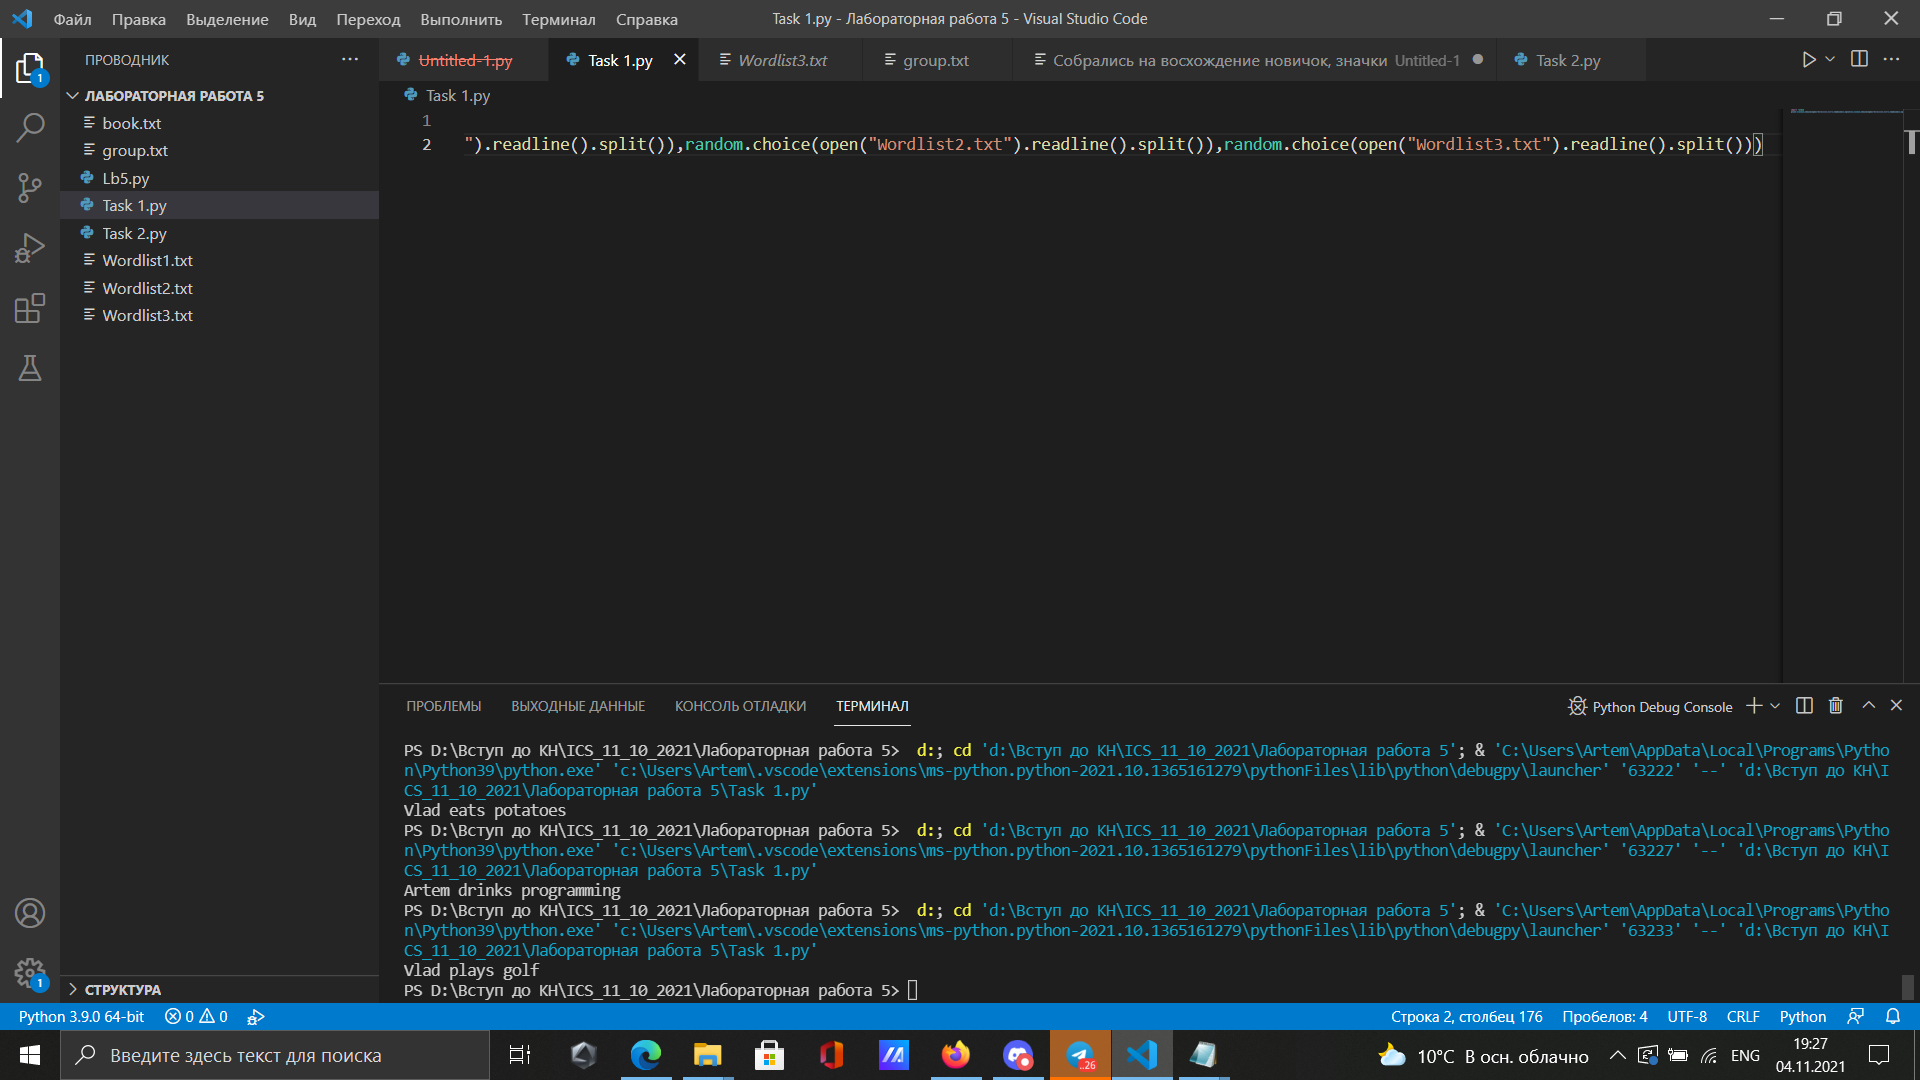 Файл Правка Выделение Вид Переход Выполнить Терминал Справка
Task 1.py - Лабораторная работа 5 - Visual Studio Code
ПРОВОДНИК
Untitled-1.py
Task 1.py
Wordlist3.txt
group.txt
Собрались на восхождение новичок, значки Untitled-1
Task 2.py
ЛАБОРАТОРНАЯ РАБОТА 5
book.txt
group.txt
Lb5.py
Task 1.py
Task 2.py
Wordlist1.txt
Wordlist2.txt
Wordlist3.txt
СТРУКТУРА
Task 1.py
1
2 ").readline().split()),random.choice(open("Wordlist2.txt").readline().split()),random.choice(open("Wordlist3.txt").readline().split()))
ПРОБЛЕМЫ ВЫХОДНЫЕ ДАННЫЕ КОНСОЛЬ ОТЛАДКИ ТЕРМИНАЛ
Python Debug Console
PS D:\Вступ до КН\ICS_11_10_2021\Лабораторная работа 5>  d:; cd 'd:\Вступ до КН\ICS_11_10_2021\Лабораторная работа 5'; & 'C:\Users\Artem\AppData\Local\Programs\Pytho
n\Python39\python.exe' 'c:\Users\Artem\.vscode\extensions\ms-python.python-2021.10.1365161279\pythonFiles\lib\python\debugpy\launcher' '63222' '--' 'd:\Вступ до КН\I
CS_11_10_2021\Лабораторная работа 5\Task 1.py'
Vlad eats potatoes
PS D:\Вступ до КН\ICS_11_10_2021\Лабораторная работа 5>  d:; cd 'd:\Вступ до КН\ICS_11_10_2021\Лабораторная работа 5'; & 'C:\Users\Artem\AppData\Local\Programs\Pytho
n\Python39\python.exe' 'c:\Users\Artem\.vscode\extensions\ms-python.python-2021.10.1365161279\pythonFiles\lib\python\debugpy\launcher' '63227' '--' 'd:\Вступ до КН\I
CS_11_10_2021\Лабораторная работа 5\Task 1.py'
Artem drinks programming
PS D:\Вступ до КН\ICS_11_10_2021\Лабораторная работа 5>  d:; cd 'd:\Вступ до КН\ICS_11_10_2021\Лабораторная работа 5'; & 'C:\Users\Artem\AppData\Local\Programs\Pytho
n\Python39\python.exe' 'c:\Users\Artem\.vscode\extensions\ms-python.python-2021.10.1365161279\pythonFiles\lib\python\debugpy\launcher' '63233' '--' 'd:\Вступ до КН\I
CS_11_10_2021\Лабораторная работа 5\Task 1.py'
Vlad plays golf
PS D:\Вступ до КН\ICS_11_10_2021\Лабораторная работа 5>
1
1
Python 3.9.0 64-bit 0 0
Строка 2, столбец 176 Пробелов: 4 UTF-8 CRLF Python
Введите здесь текст для поиска
..26
10°C В осн. облачно
ENG
19:27
04.11.2021